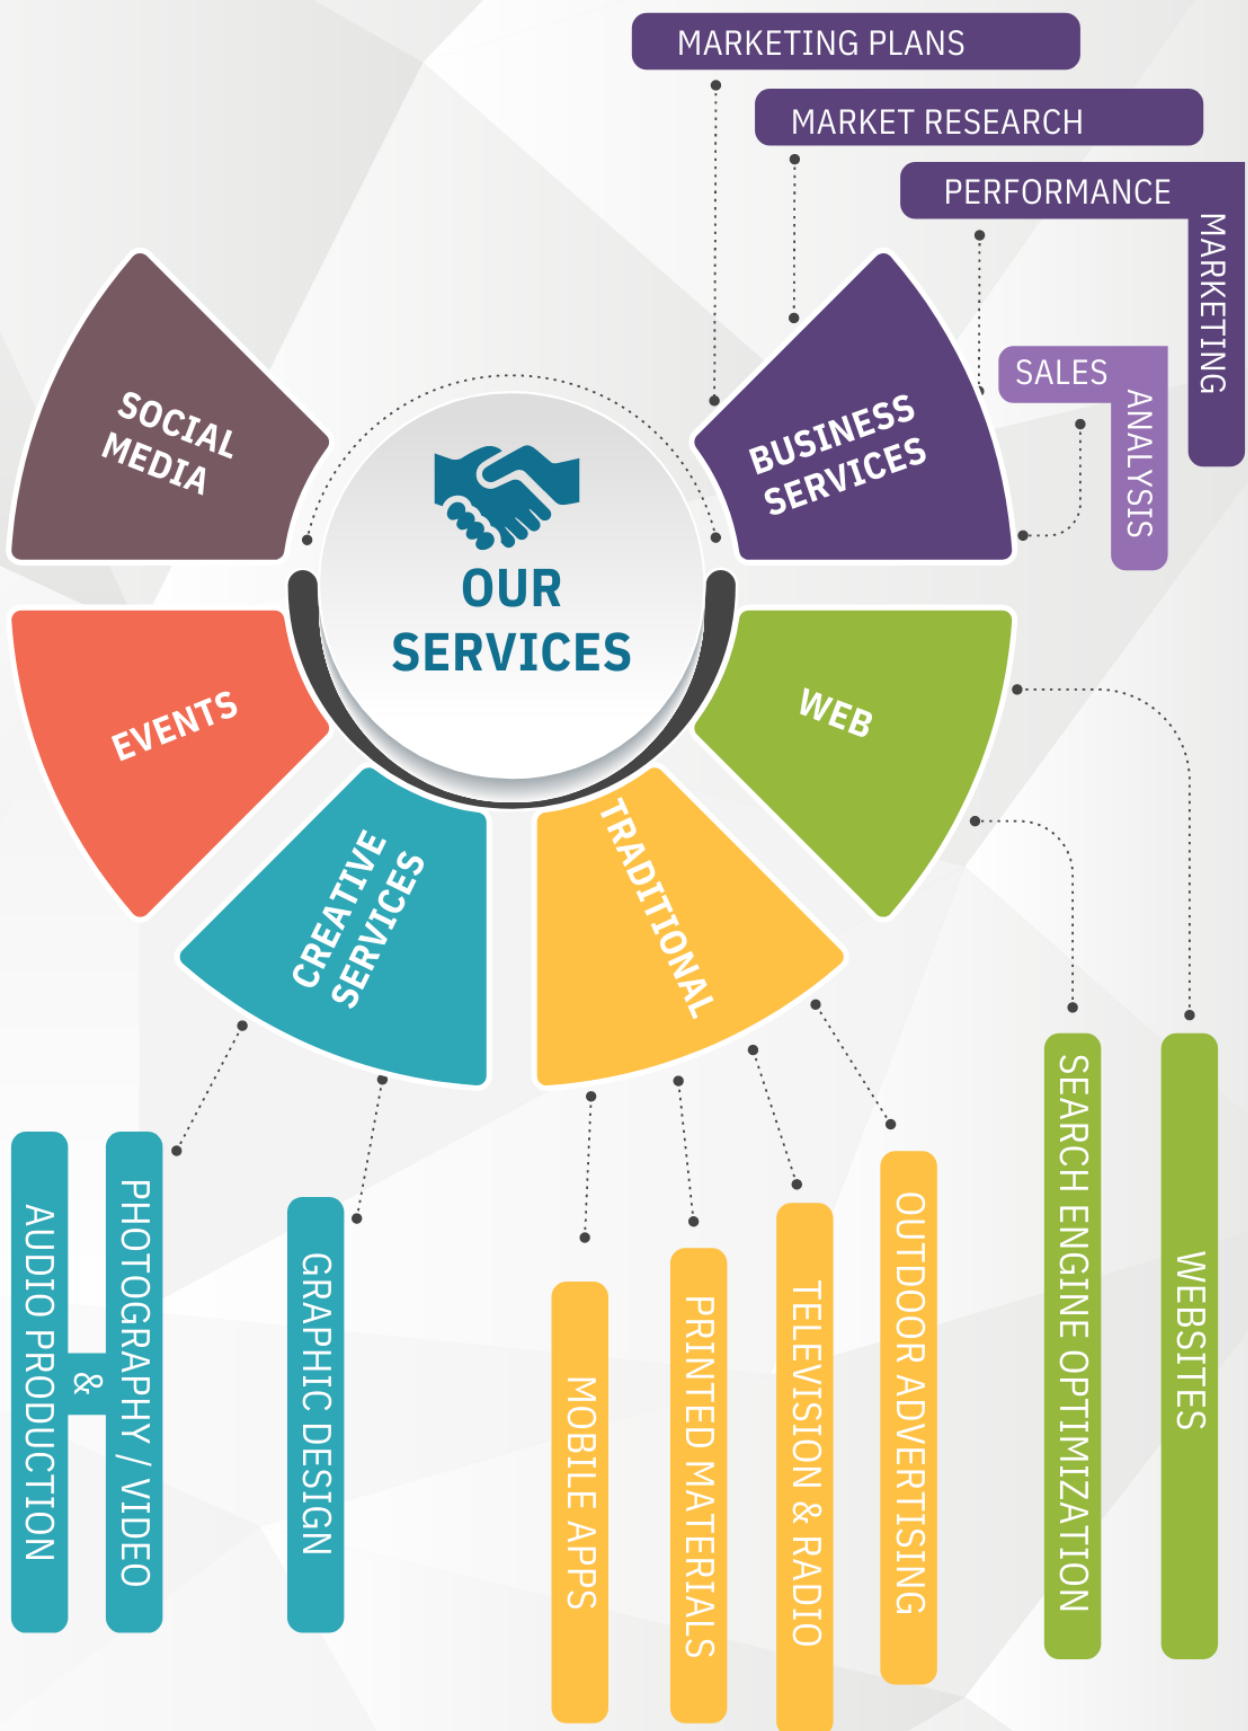 MARKETING PLANS
MARKET RESEARCH
PERFORMANCE
MARKETING
SALES
ANALYSIS
SOCIAL
MEDIA
BUSINESS
SERVICES
OUR
SERVICES
EVENTS
WEB
CREATIVE
SERVICES
TRADITIONAL
AUDIO PRODUCTION
&
PHOTOGRAPHY / VIDEO
GRAPHIC DESIGN
MOBILE APPS
PRINTED MATERIALS
TELEVISION & RADIO
OUTDOOR ADVERTISING
SEARCH ENGINE OPTIMIZATION
WEBSITES